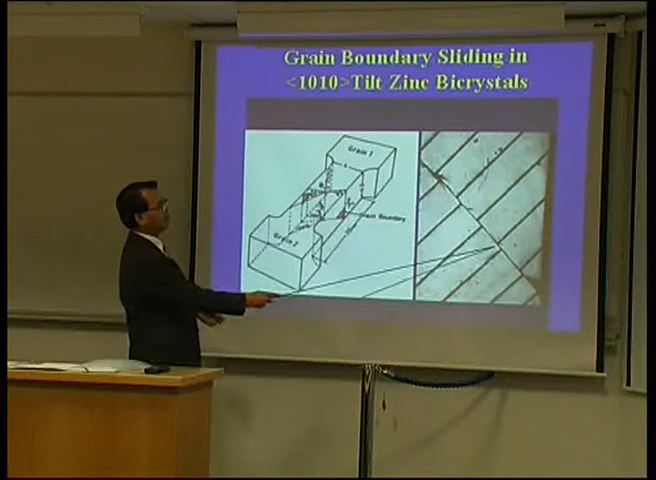 Grain Boundary Sliding in
<1010>Tilt Zinc Bicrystals
Grain 1
Grain Boundary
Grain 2